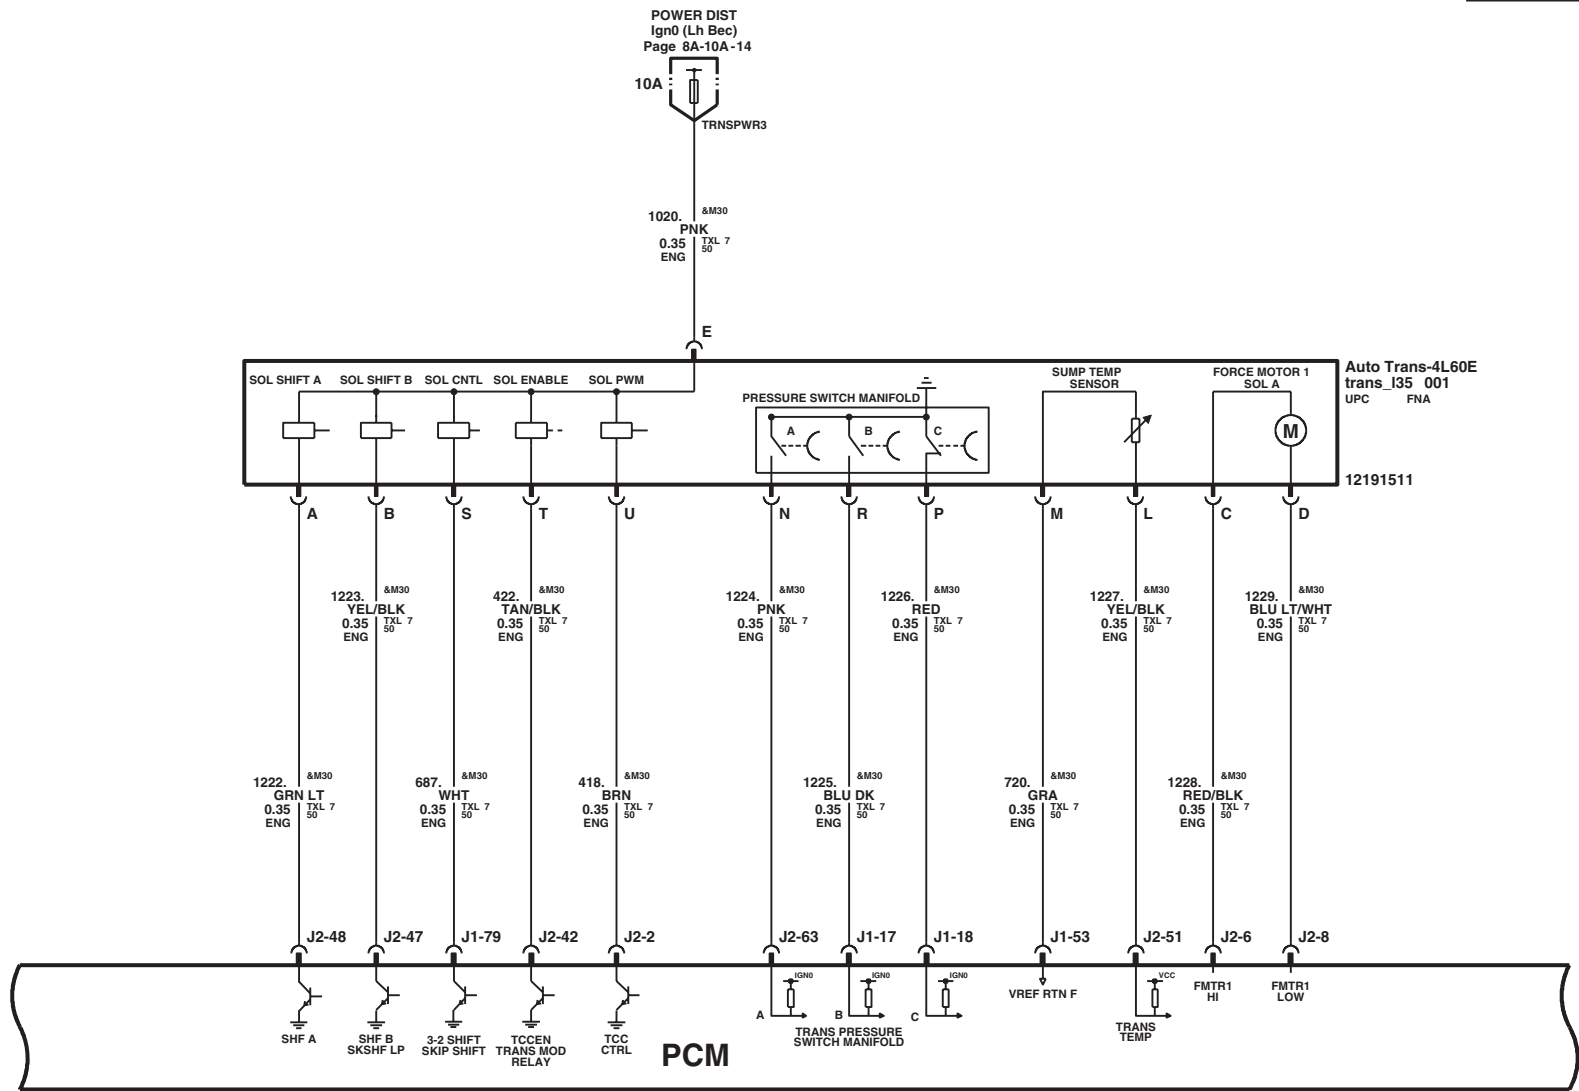 POWER DIST
Ign0 (Lh Bec)
Page 8A-10A-14
10A
TRNSPWR3
1020. &M30
PNK
0.35 TXL 7
50
ENG
E
SOL SHIFT A SOL SHIFT B SOL CNTL SOL ENABLE SOL PWM
PRESSURE SWITCH MANIFOLD
A B C
SUMP TEMP
SENSOR
FORCE MOTOR 1
SOL A
M
Auto Trans-4L60E
trans_l35 001
UPC FNA
12191511
A B S T U N R P M L C D
1223. &M30
YEL/BLK
0.35 TXL 7
50
ENG
422. &M30
TAN/BLK
0.35 TXL 7
50
ENG
1224. &M30
PNK
0.35 TXL 7
50
ENG
1226. &M30
RED
0.35 TXL 7
50
ENG
1227. &M30
YEL/BLK
0.35 TXL 7
50
ENG
1229. &M30
BLU LT/WHT
0.35 TXL 7
50
ENG
1222. &M30
GRN LT
0.35 TXL 7
50
ENG
687. &M30
WHT
0.35 TXL 7
50
ENG
418. &M30
BRN
0.35 TXL 7
50
ENG
1225. &M30
BLU DK
0.35 TXL 7
50
ENG
720. &M30
GRA
0.35 TXL 7
50
ENG
1228. &M30
RED/BLK
0.35 TXL 7
50
ENG
J2-48 J2-47 J1-79 J2-42 J2-2 J2-63 J1-17 J1-18 J1-53 J2-51 J2-6 J2-8
SHF A
SHF B
SKSHF LP
3-2 SHIFT
SKIP SHIFT
TCCEN
TRANS MOD
RELAY
TCC
CTRL
PCM
IGN0 IGN0 IGN0
A B C
TRANS PRESSURE
SWITCH MANIFOLD
VREF RTN F
VCC
TRANS
TEMP
FMTR1
HI
FMTR1
LOW